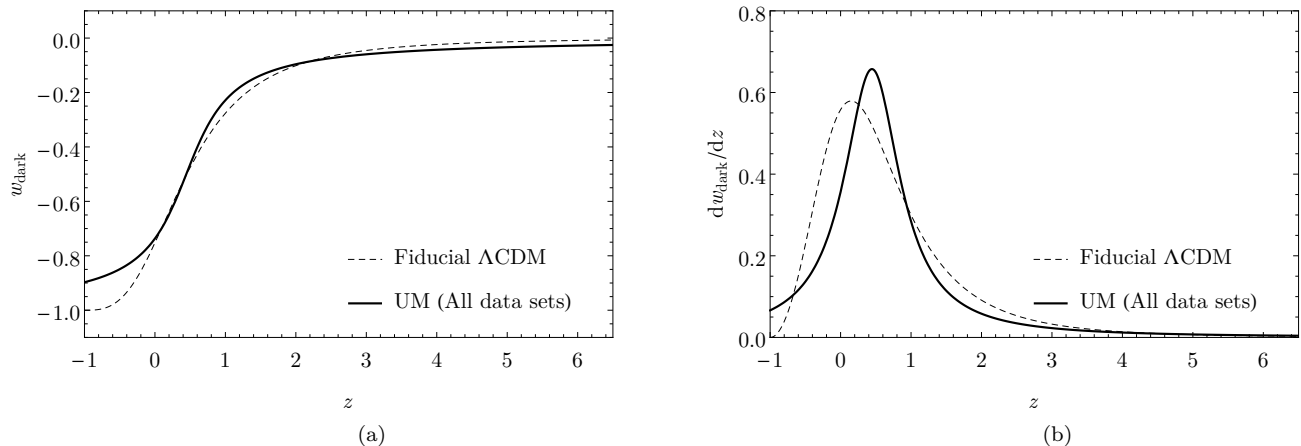 0.0
−0.2
−0.4
−0.6
−0.8
−1.0
w_dark
−1 0 1 2 3 4 5 6
z
Fiducial ΛCDM
UM (All data sets)
(a)
0.8
0.6
0.4
0.2
0.0
dw_dark/dz
−1 0 1 2 3 4 5 6
z
Fiducial ΛCDM
UM (All data sets)
(b)